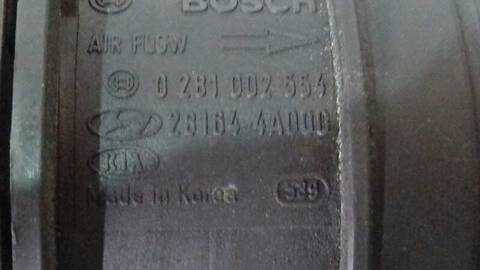 BOSCH
AIR FLOW
0 281 002 554
28164 4A000
KIA
Made in Korea